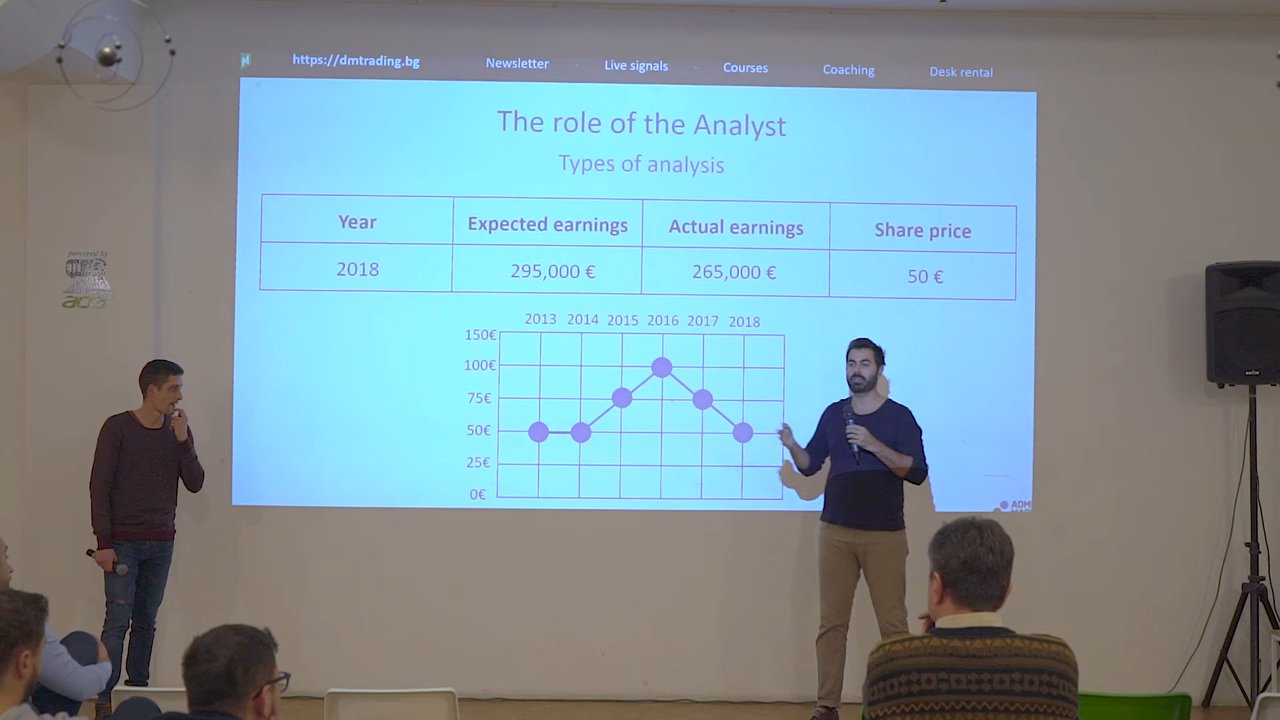 https://dmtrading.bg Newsletter - Live signals - Courses Coaching Desk rental
The role of the Analyst
Types of analysis
Year Expected earnings Actual earnings Share price
2018 295,000 € 265,000 € 50 €
powered by
2013 2014 2015 2016 2017 2018
150€
100€
75€
50€
25€
0€